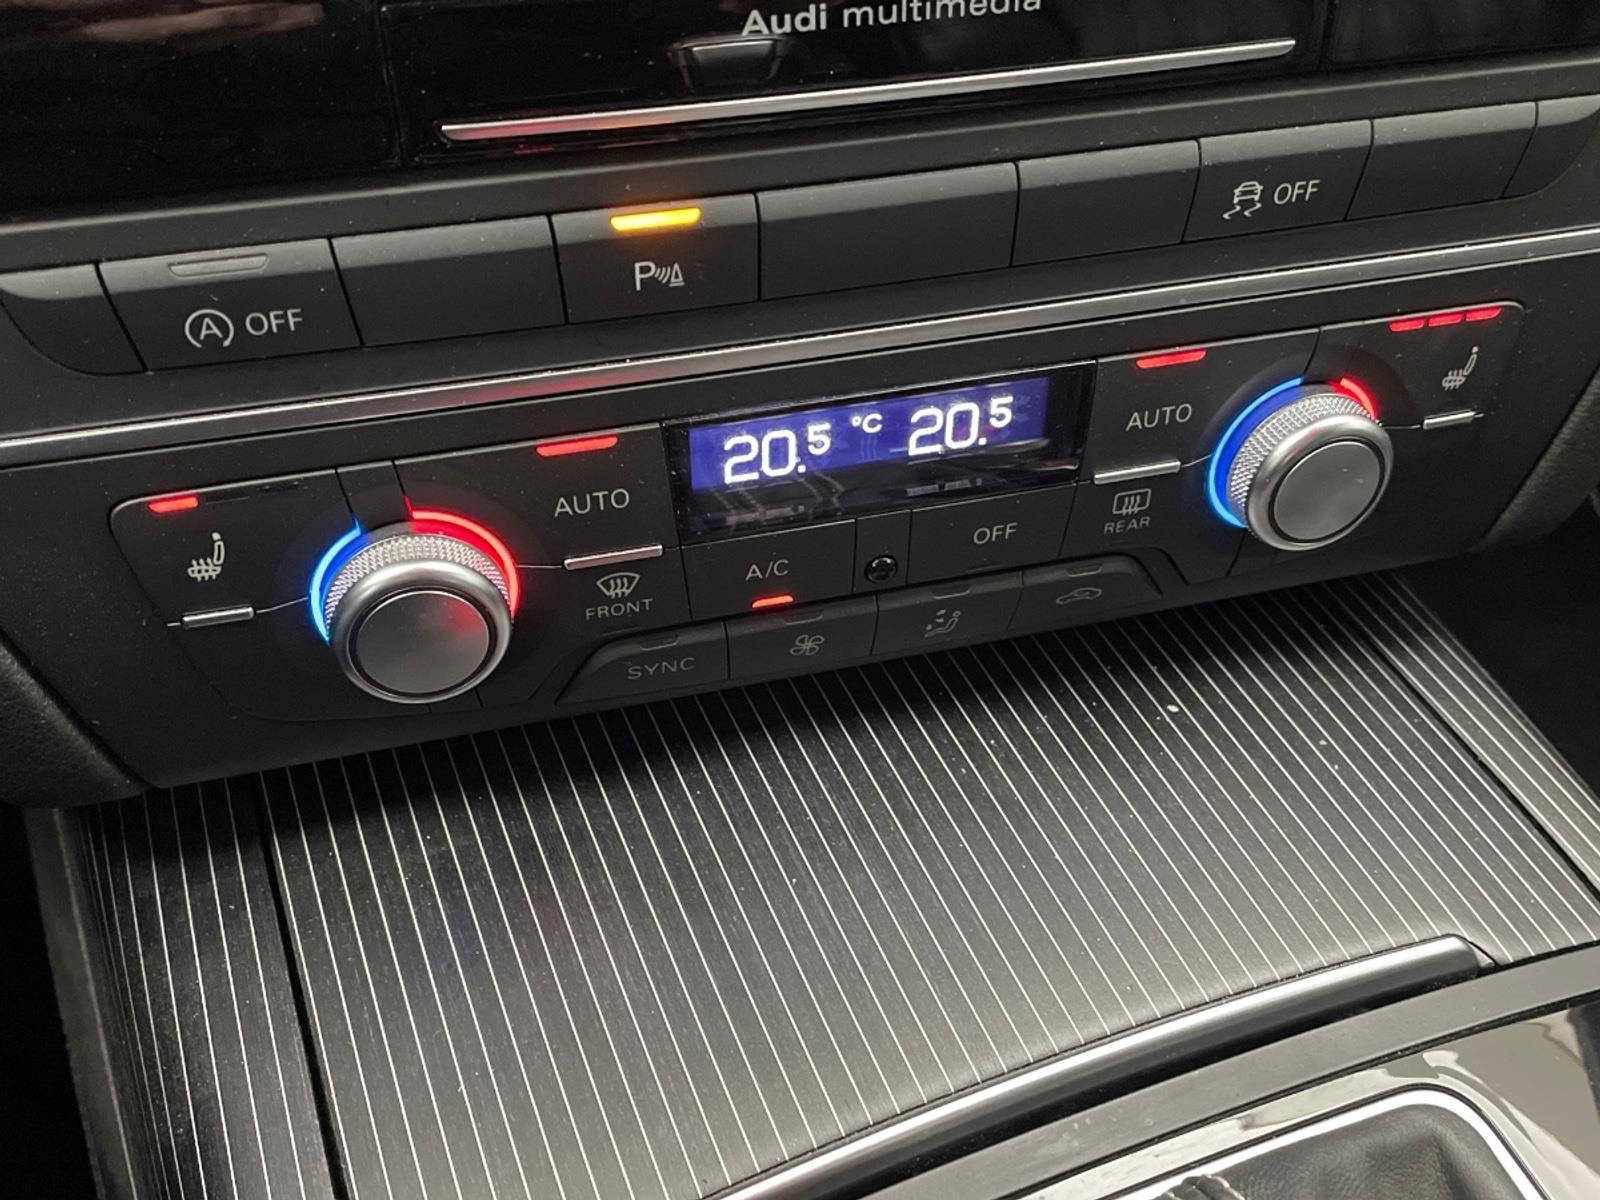 Audi multimedia
A OFF
P
OFF
AUTO
20.5 °C 20.5
AUTO
FRONT
A/C
OFF
REAR
SYNC